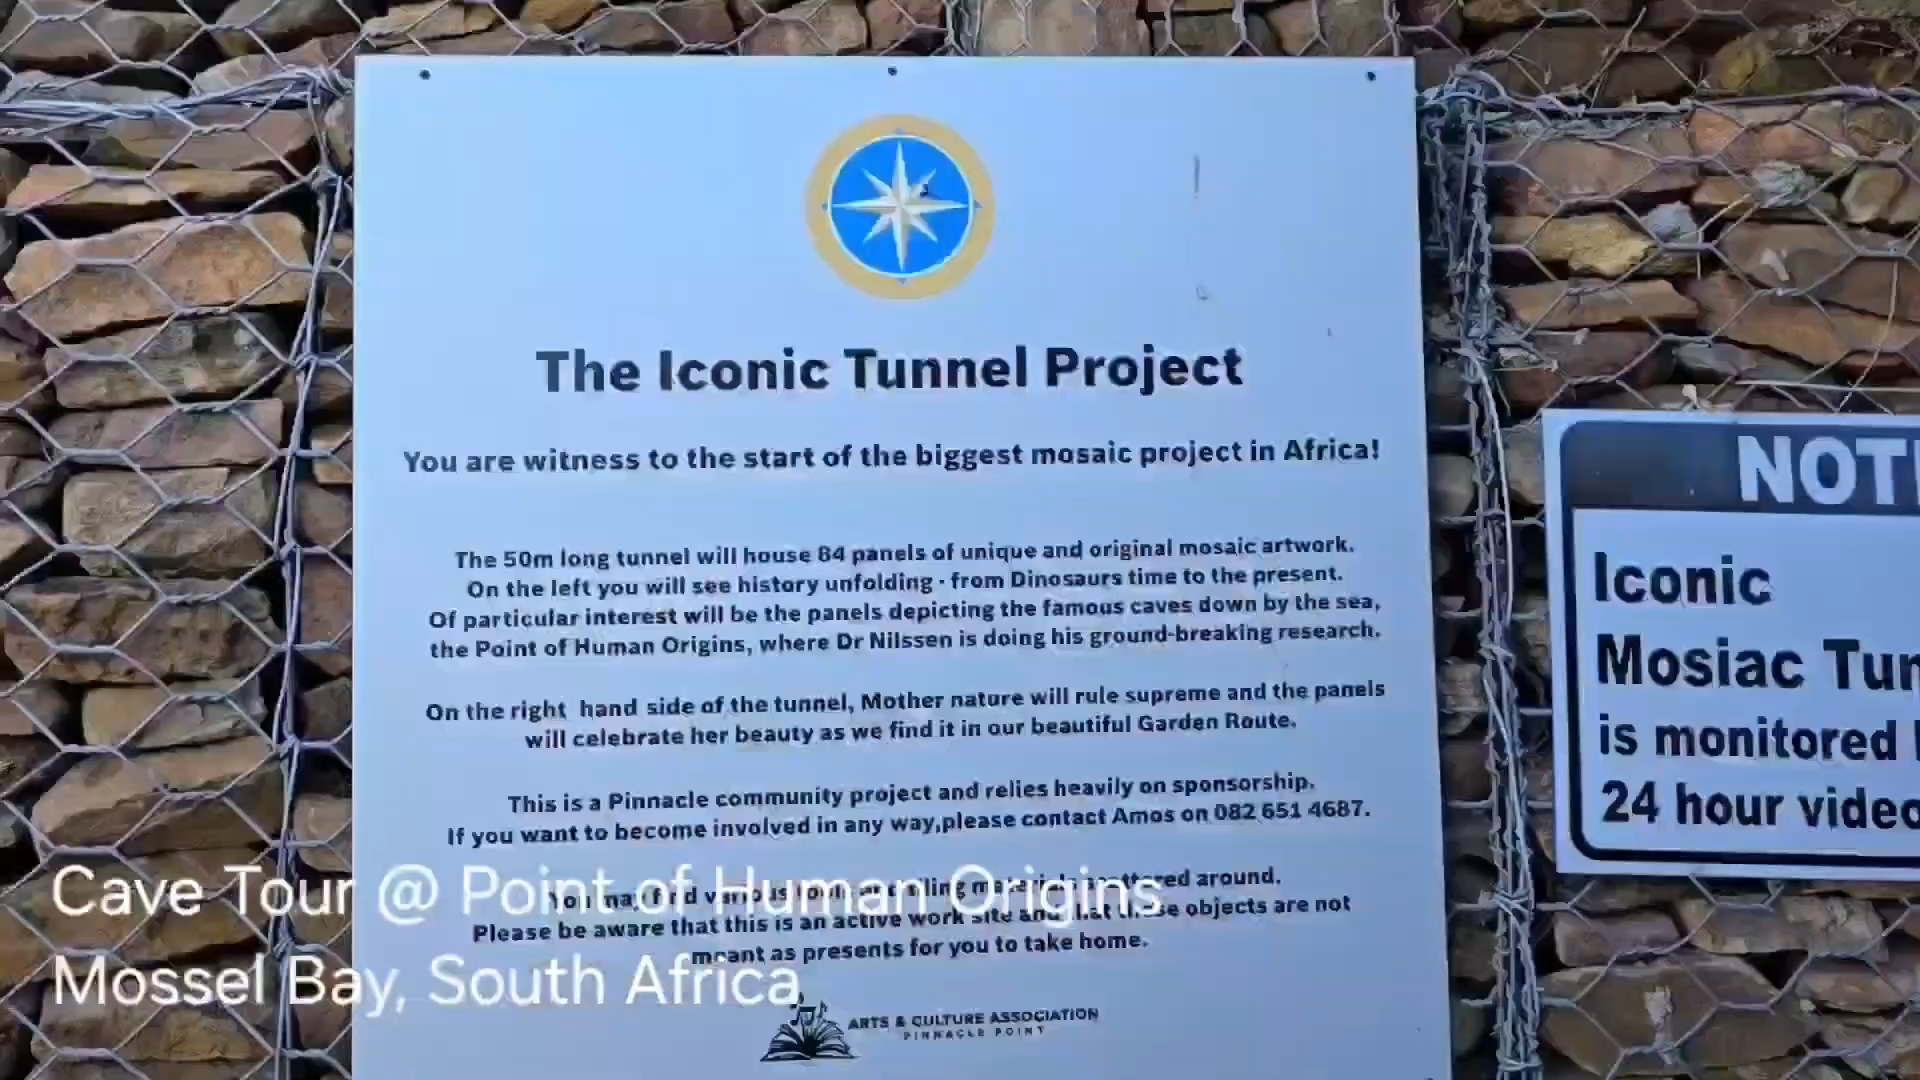 The Iconic Tunnel Project
You are witness to the start of the biggest mosaic project in Africa!
The 50m long tunnel will house 84 panels of unique and original mosaic artwork.
On the left you will see history unfolding - from Dinosaurs time to the present.
Of particular interest will be the panels depicting the famous caves down by the sea,
the Point of Human Origins, where Dr Nilssen is doing his ground-breaking research.
On the right hand side of the tunnel, Mother nature will rule supreme and the panels
will celebrate her beauty as we find it in our beautiful Garden Route.
This is a Pinnacle community project and relies heavily on sponsorship.
If you want to become involved in any way,please contact Amos on 082 651 4687.
You may find various around.
Please be aware that this is an active work site and that these objects are not
meant as presents for you to take home.
ARTS & CULTURE ASSOCIATION
PINNACLE POINT
NOTI
Iconic
Mosiac Tun
is monitored
24 hour video
Cave Tour @ Point of Human Origins
Mossel Bay, South Africa